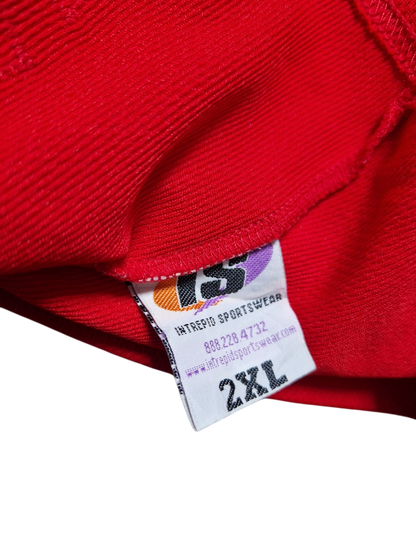 IS
INTREPID SPORTSWEAR
888.228.4732
www.intrepidsportswear.com
2XL